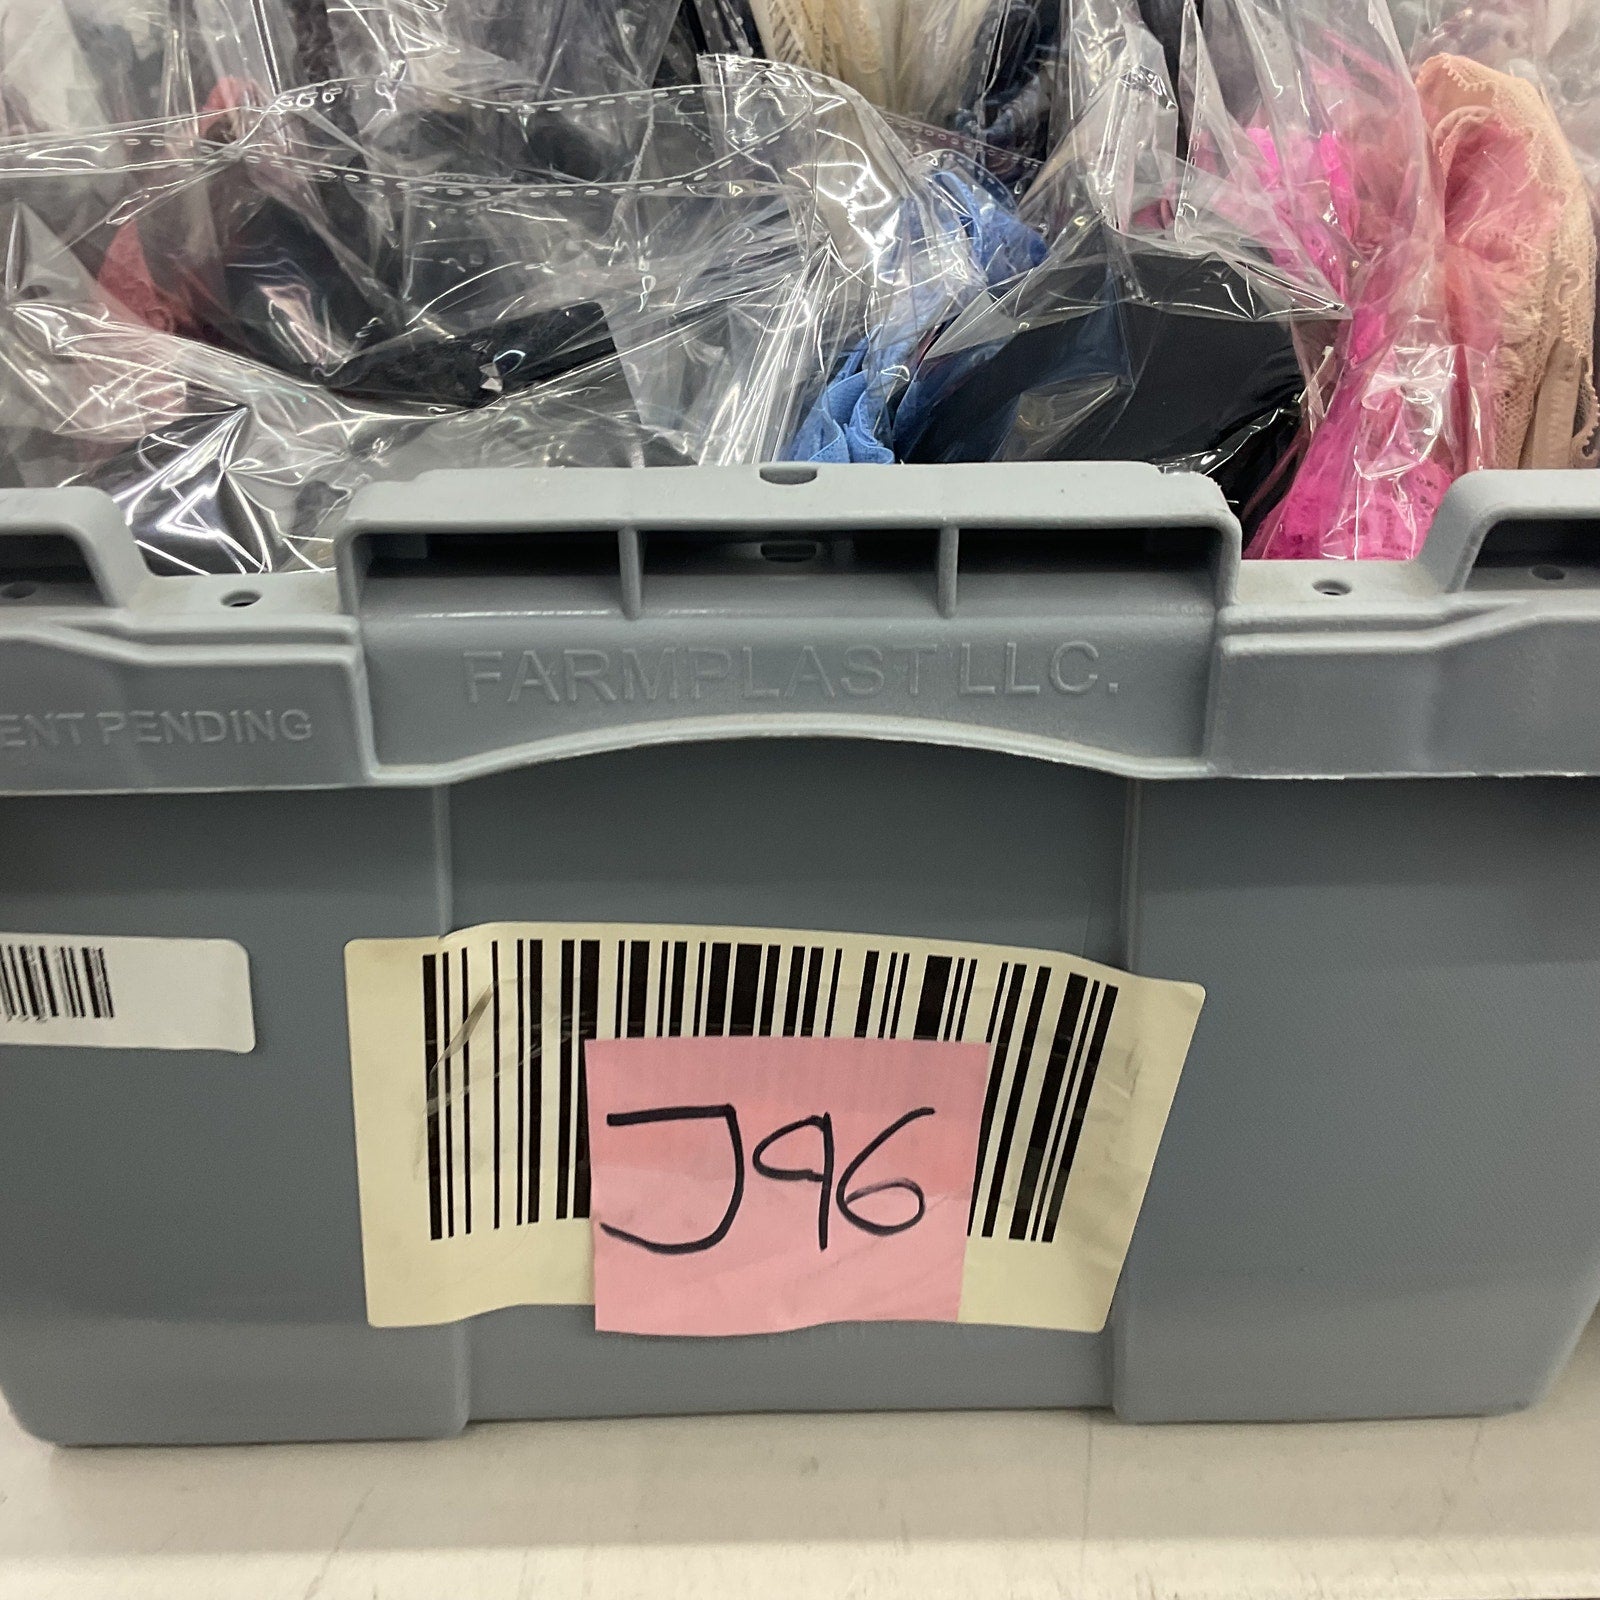 FARMPLAST LLC.
ENT PENDING
J96